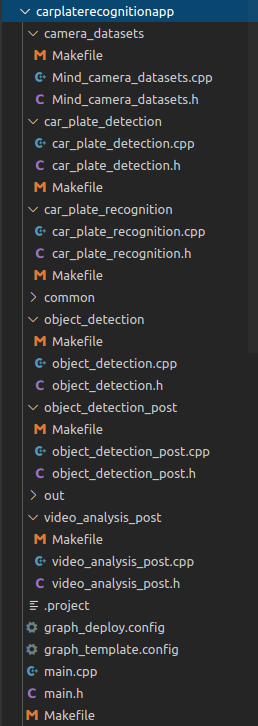 carplaterecognitionapp
camera_datasets
Makefile
Mind_camera_datasets.cpp
Mind_camera_datasets.h
car_plate_detection
car_plate_detection.cpp
car_plate_detection.h
Makefile
car_plate_recognition
car_plate_recognition.cpp
car_plate_recognition.h
Makefile
common
object_detection
Makefile
object_detection.cpp
object_detection.h
object_detection_post
Makefile
object_detection_post.cpp
object_detection_post.h
out
video_analysis_post
Makefile
video_analysis_post.cpp
video_analysis_post.h
.project
graph_deploy.config
graph_template.config
main.cpp
main.h
Makefile